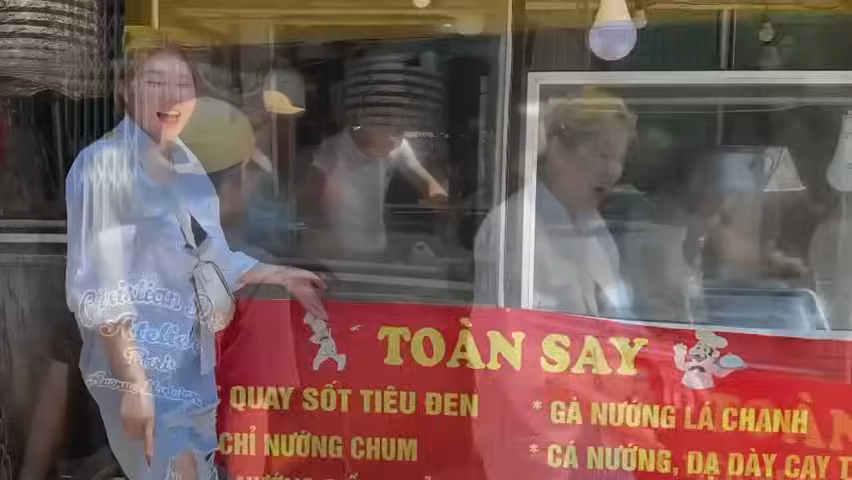 Christian
Atelier
Paris
TOÀN SAY
QUAY SỐT TIÊU ĐEN
* GÀ NƯỚNG LÁ CHANH
CHỈ NƯỚNG CHUM
* CÁ NƯỚNG, DẠ DÀY CAY T